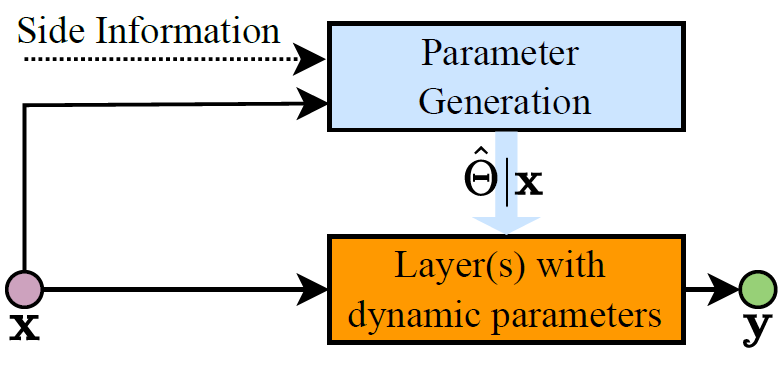 Side Information
Parameter
Generation
Θ̂|x
Layer(s) with
dynamic parameters
x
y